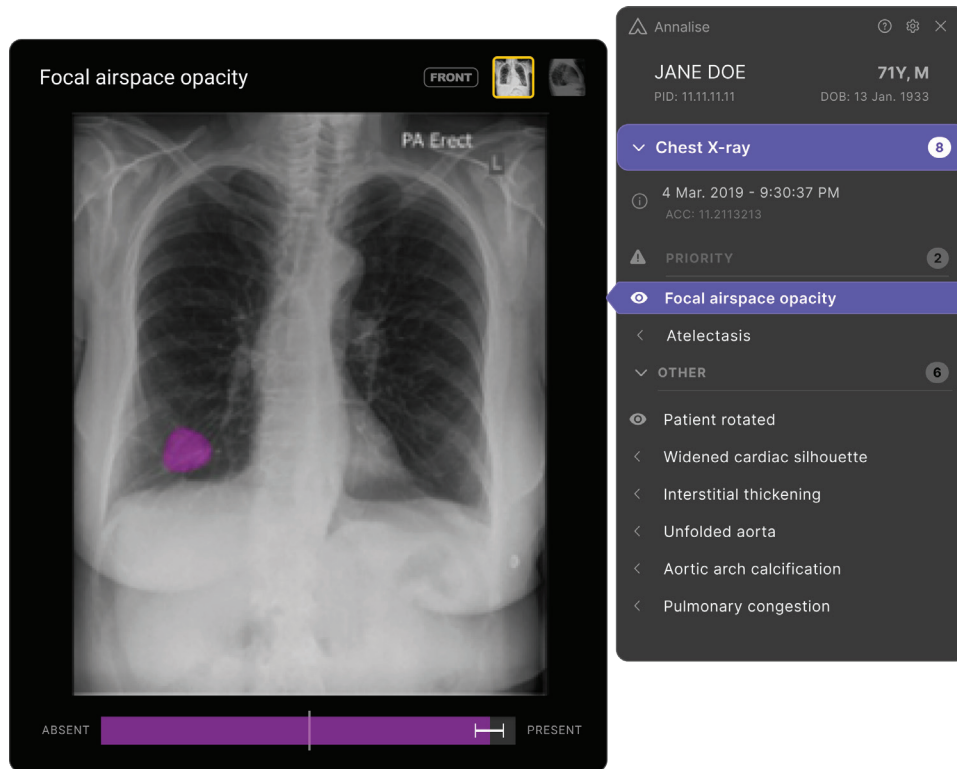 Focal airspace opacity
FRONT
PA Erect
L
ABSENT
PRESENT
Annalise
JANE DOE 71Y, M
PID: 11.11.11.11 DOB: 13 Jan. 1933
Chest X-ray 8
4 Mar. 2019 - 9:30:37 PM
ACC: 11.2113213
PRIORITY 2
Focal airspace opacity
Atelectasis
OTHER 6
Patient rotated
Widened cardiac silhouette
Interstitial thickening
Unfolded aorta
Aortic arch calcification
Pulmonary congestion